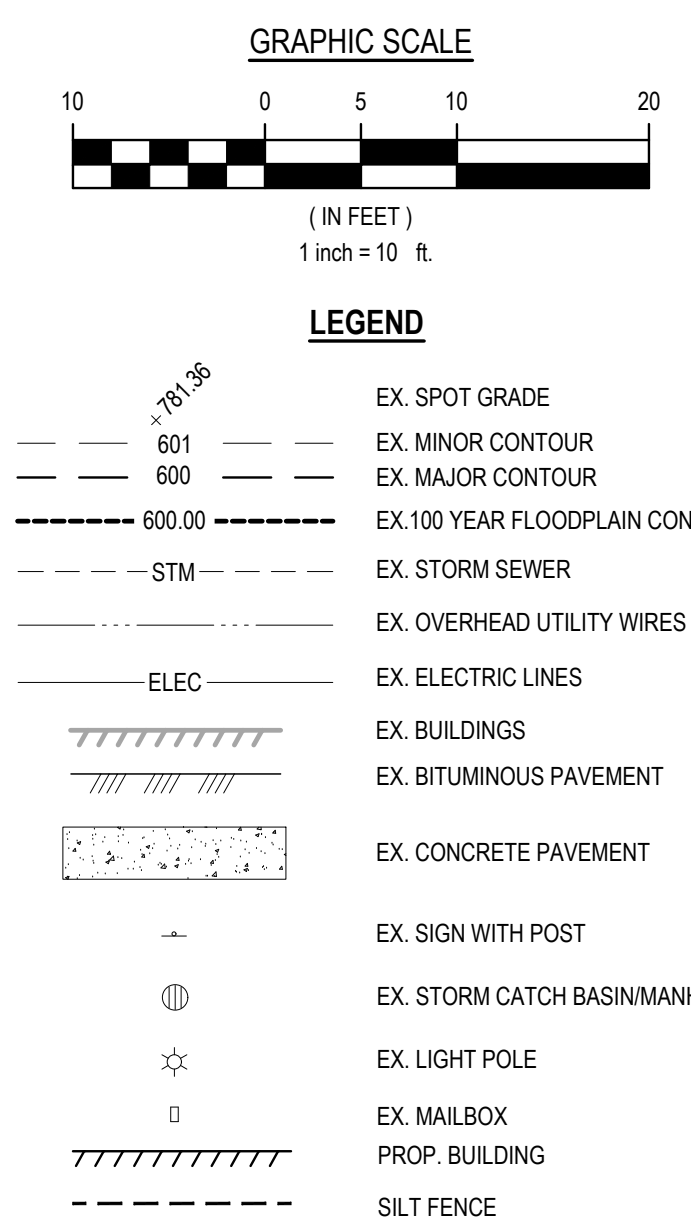 GRAPHIC SCALE
10 0 5 10 20
( IN FEET )
1 inch = 10 ft.
LEGEND
+781.36 EX. SPOT GRADE
601 EX. MINOR CONTOUR
600 EX. MAJOR CONTOUR
600.00 EX.100 YEAR FLOODPLAIN CON
STM EX. STORM SEWER
EX. OVERHEAD UTILITY WIRES
ELEC EX. ELECTRIC LINES
EX. BUILDINGS
EX. BITUMINOUS PAVEMENT
EX. CONCRETE PAVEMENT
EX. SIGN WITH POST
EX. STORM CATCH BASIN/MANH
EX. LIGHT POLE
EX. MAILBOX
PROP. BUILDING
SILT FENCE